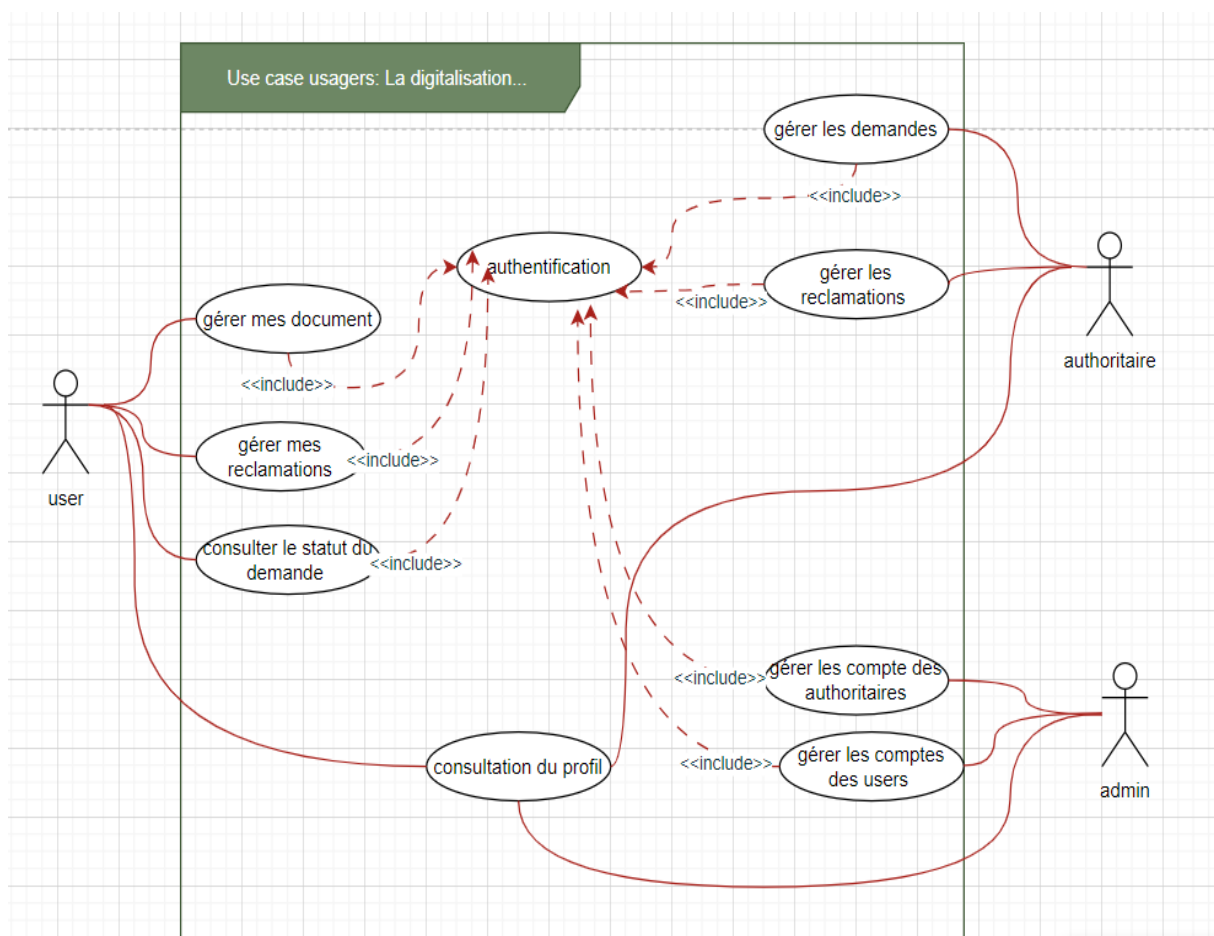 Use case usagers: La digitalisation...
gérer les demandes
<<include>>
authentification
gérer les
reclamations
<<include>>
authoritaire
gérer mes document
<<include>>
user
gérer mes
reclamations
<<include>>
consulter le statut du
demande
<<include>>
gérer les compte des
authoritaires
<<include>>
admin
consultation du profil
gérer les comptes
des users
<<include>>